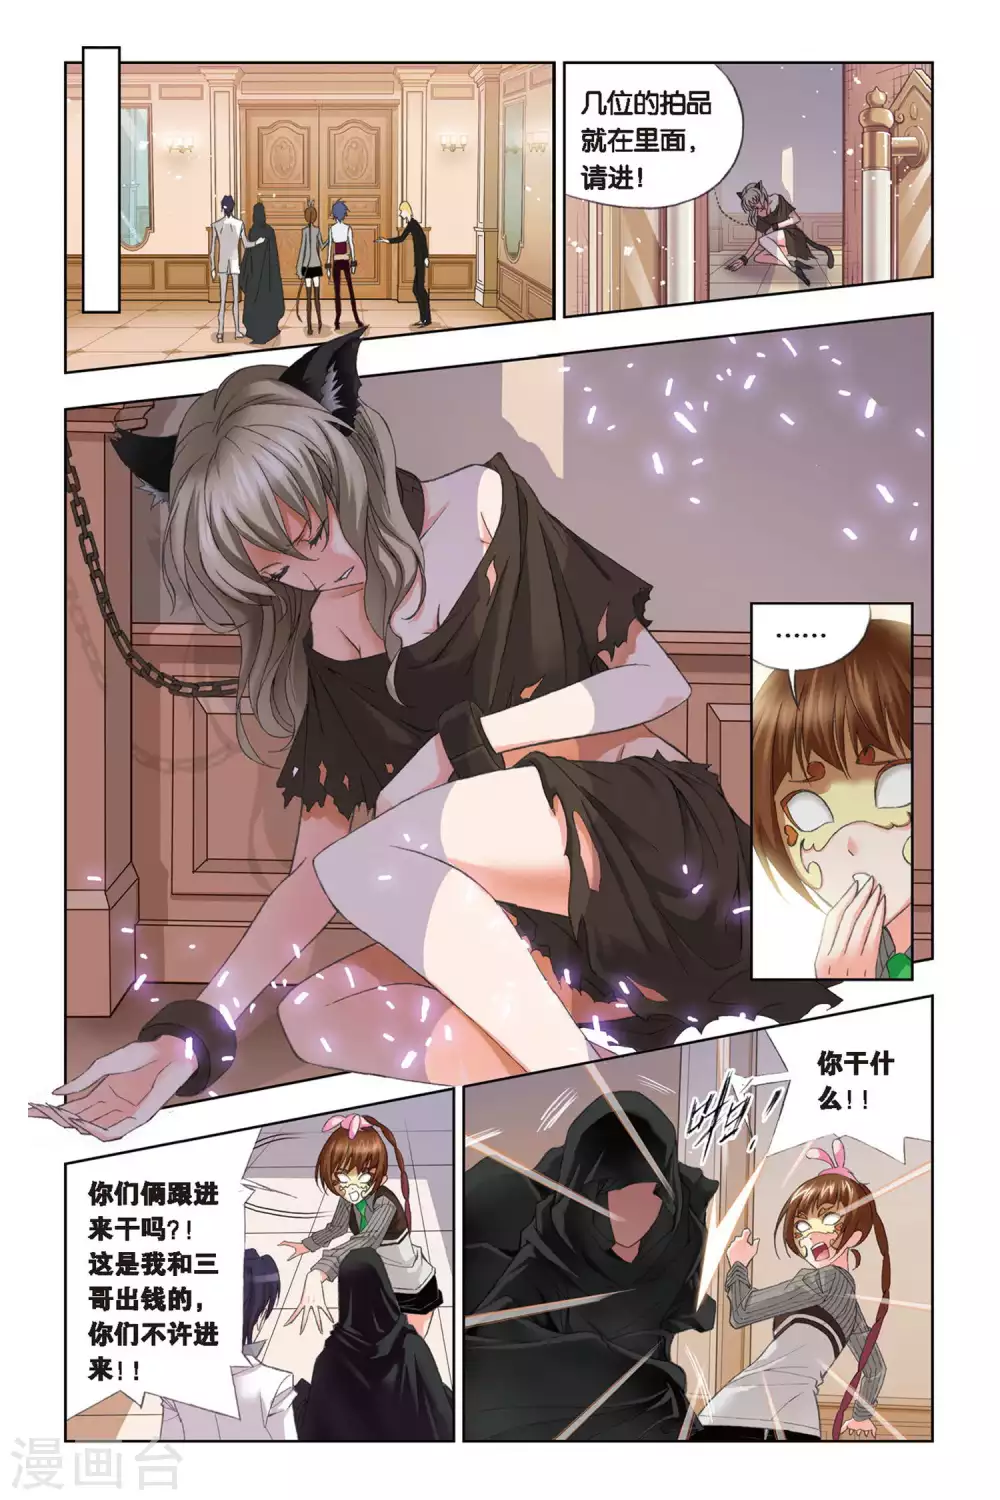 几位的拍品
就在里面，
请进！
……
你们俩跟进
来干吗？！
这是我和三
哥出钱的，
你们不许进
来！！
你干什
么！！
漫画台